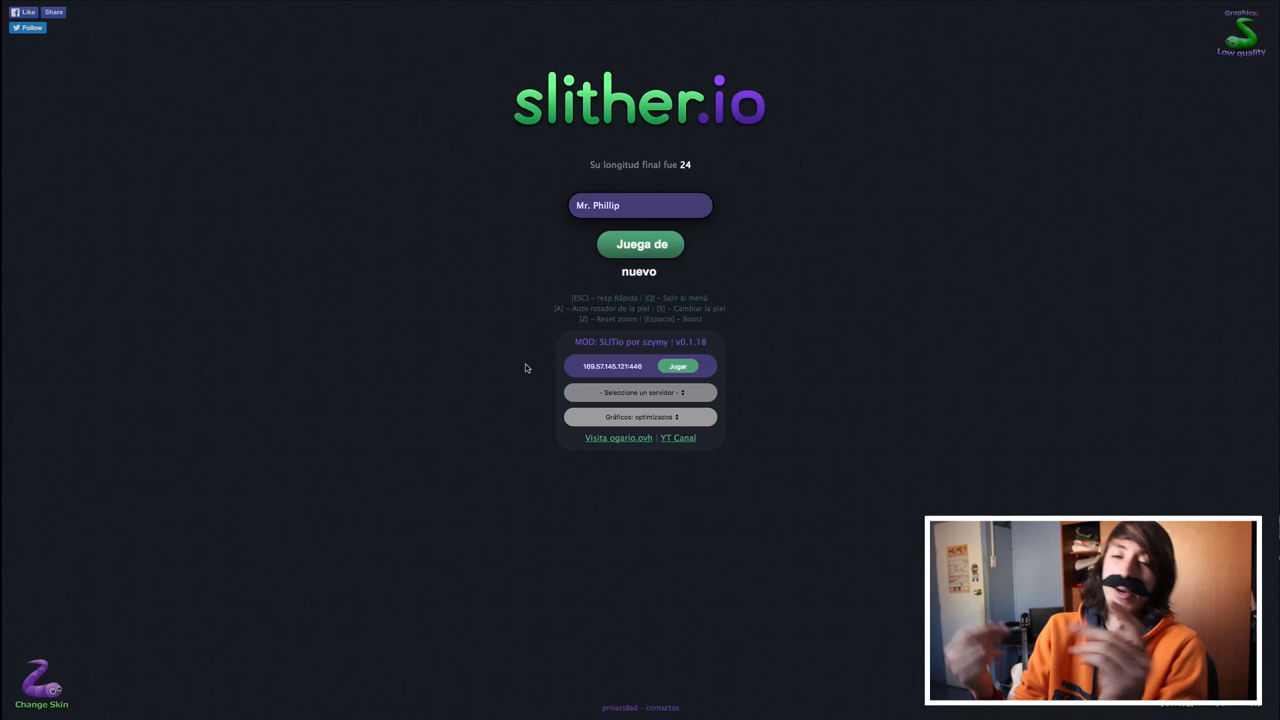 Like Share
Follow
Graphics:
Low quality
slither.io
Su longitud final fue 24
Mr. Phillip
Juega de
nuevo
[ESC] - resp Rápida | [Q] - Salir al menú
[A] - Auto rotador de la piel | [S] - Cambiar la piel
[Z] - Reset zoom | [Espacio] - Boost
MOD: SLITio por szymy | v0.1.18
169.57.145.121:446 Jugar
- Seleccione un servidor -
Gráficos: optimizados
Visita ogario.ovh | YT Canal
Change Skin
privacidad - contactos